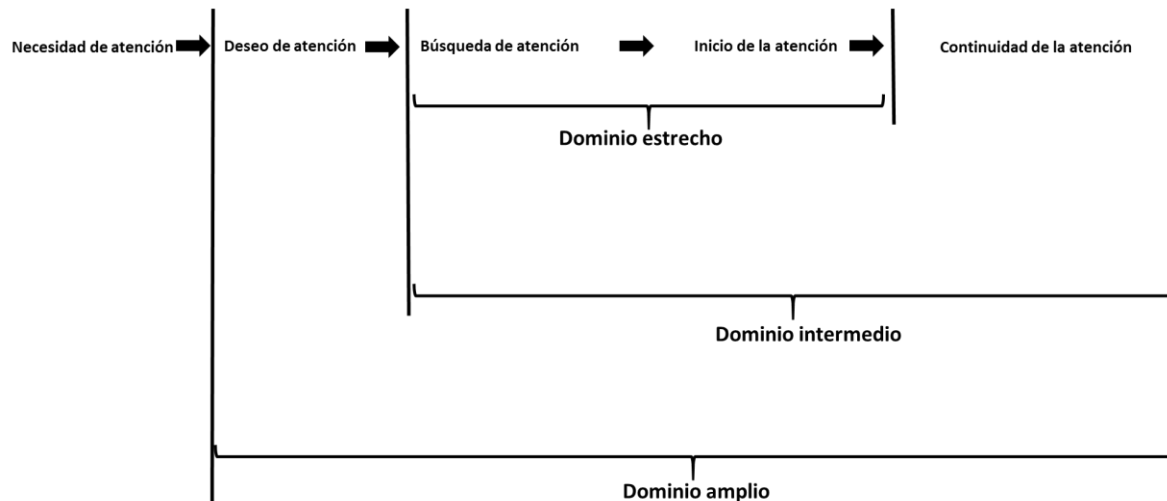 Necesidad de atención
Deseo de atención
Búsqueda de atención
Inicio de la atención
Continuidad de la atención
Dominio estrecho
Dominio intermedio
Dominio amplio